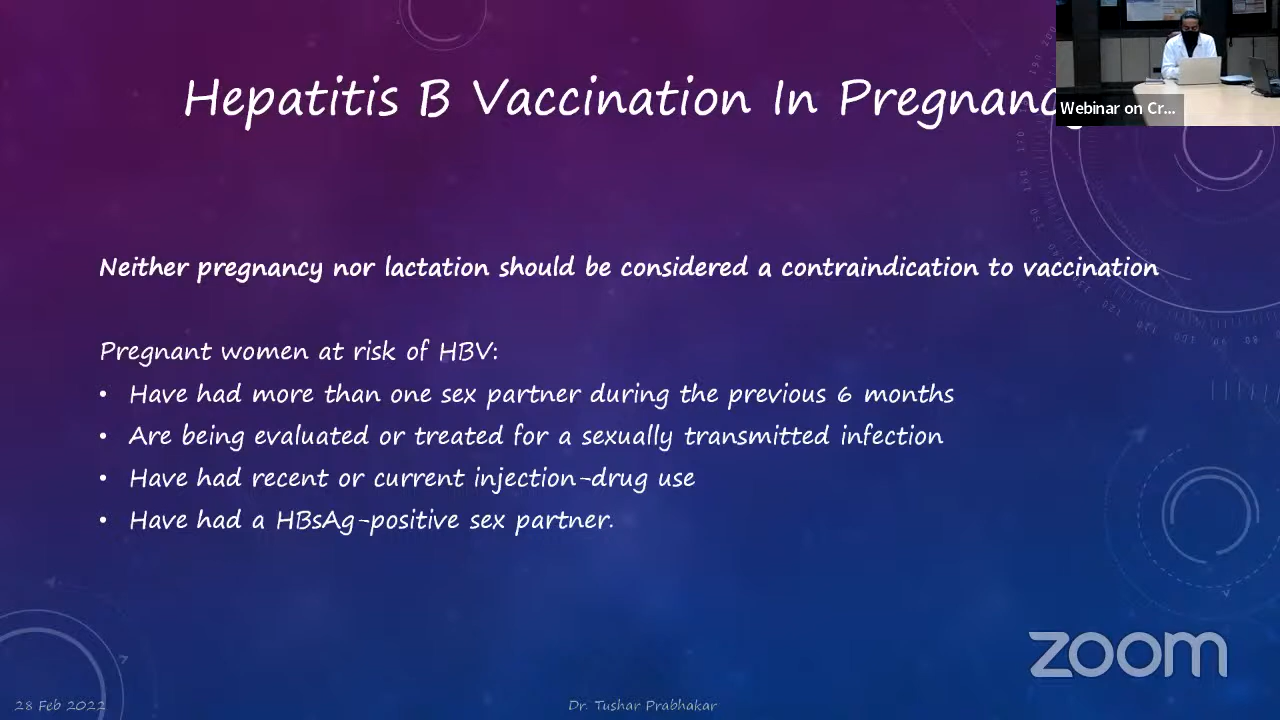 Hepatitis B Vaccination In Pregnancy
Webinar on Cr...
Neither pregnancy nor lactation should be considered a contraindication to vaccination
Pregnant women at risk of HBV:
• Have had more than one sex partner during the previous 6 months
• Are being evaluated or treated for a sexually transmitted infection
• Have had recent or current injection-drug use
• Have had a HBsAg-positive sex partner.
zoom
28 Feb 2022
Dr. Tushar Prabhakar